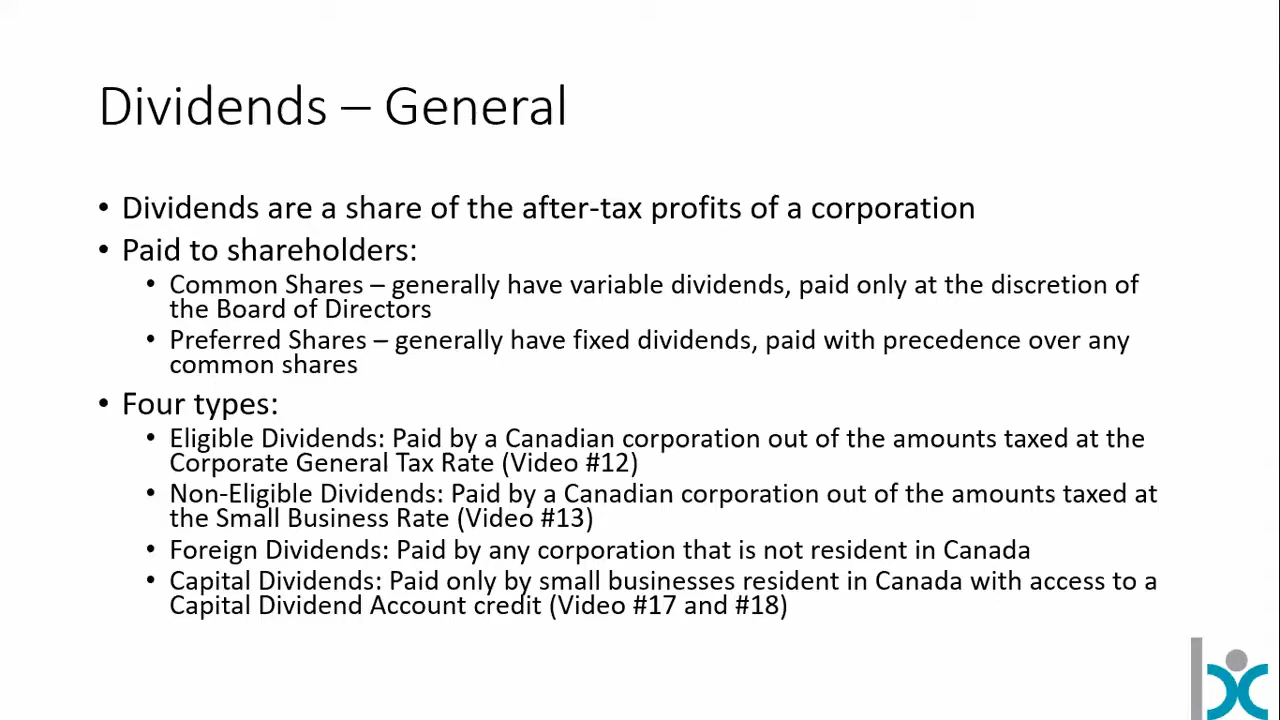 Dividends – General
• Dividends are a share of the after-tax profits of a corporation
• Paid to shareholders:
• Common Shares – generally have variable dividends, paid only at the discretion of
the Board of Directors
• Preferred Shares – generally have fixed dividends, paid with precedence over any
common shares
• Four types:
• Eligible Dividends: Paid by a Canadian corporation out of the amounts taxed at the
Corporate General Tax Rate (Video #12)
• Non-Eligible Dividends: Paid by a Canadian corporation out of the amounts taxed at
the Small Business Rate (Video #13)
• Foreign Dividends: Paid by any corporation that is not resident in Canada
• Capital Dividends: Paid only by small businesses resident in Canada with access to a
Capital Dividend Account credit (Video #17 and #18)